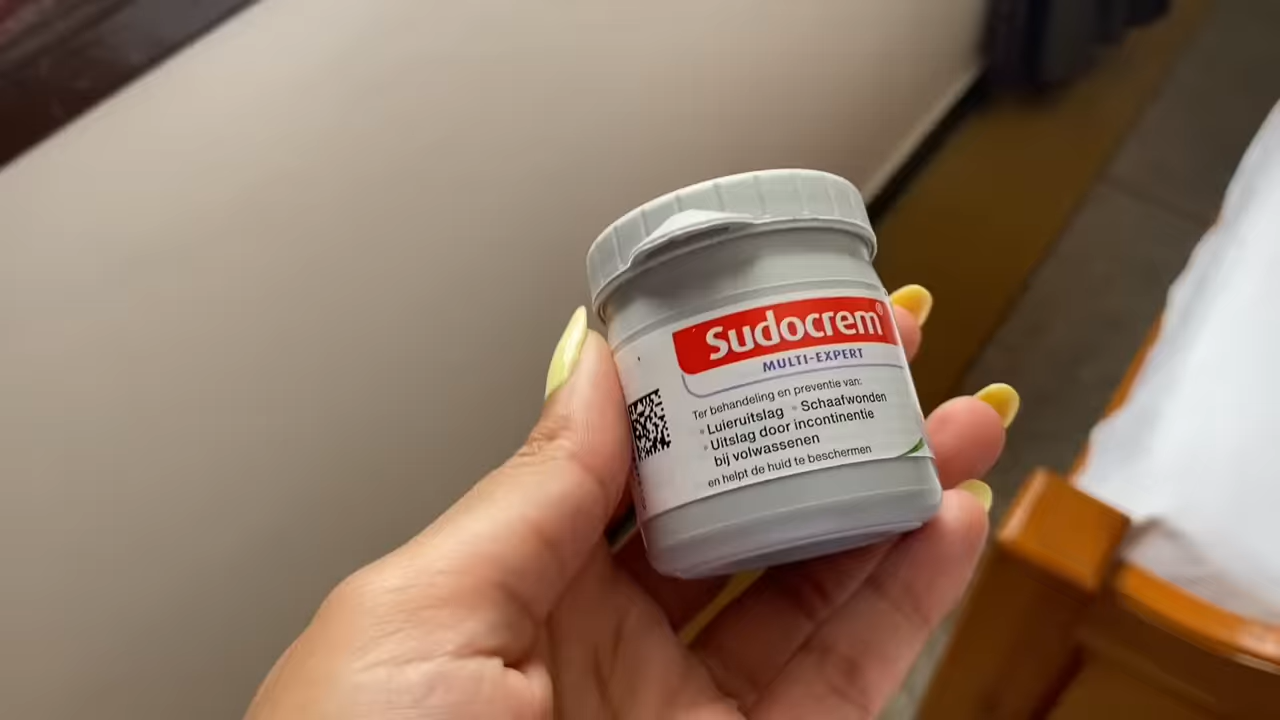 Sudocrem®
MULTI-EXPERT
Ter behandeling en preventie van:
• Luieruitslag • Schaafwonden
• Uitslag door incontinentie
bij volwassenen
en helpt de huid te beschermen